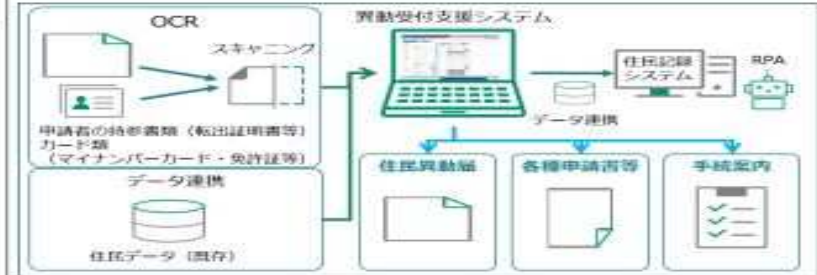 OCR
スキャニング
申請者の持参書類（転出証明書等）
カード類
（マイナンバーカード・免許証等）
データ連携
住民データ（既存）
異動受付支援システム
住民記録
システム
RPA
データ連携
住民異動届
各種申請書等
手続案内